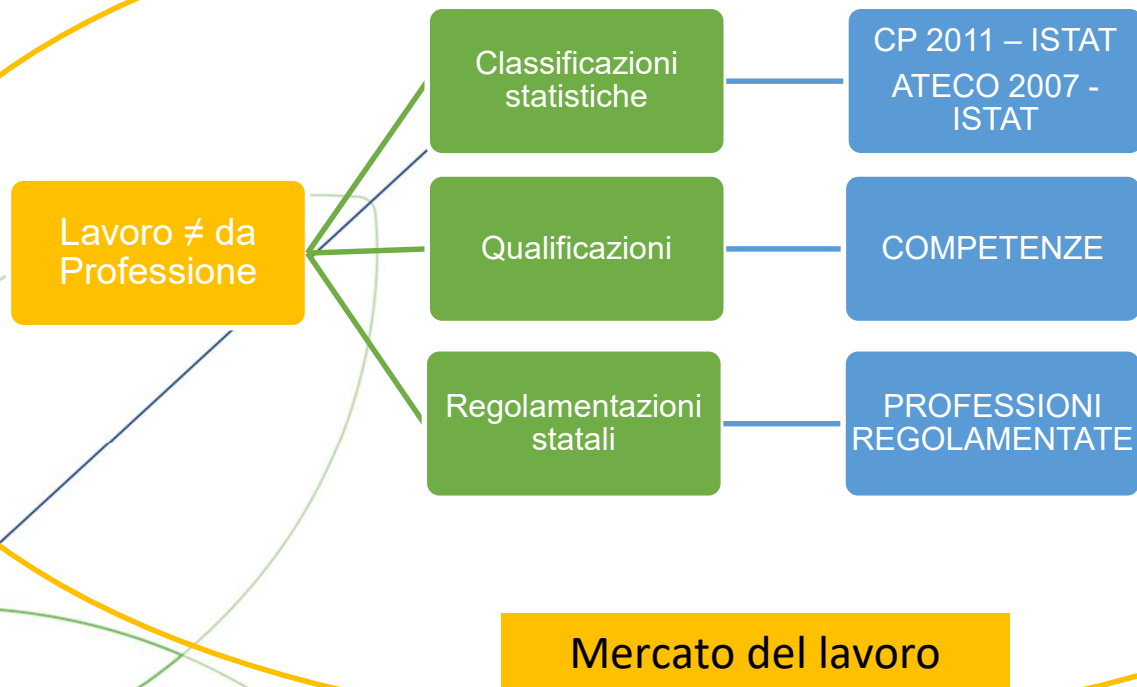 Lavoro ≠ da
Professione
Classificazioni
statistiche
CP 2011 – ISTAT
ATECO 2007 -
ISTAT
Qualificazioni
COMPETENZE
Regolamentazioni
statali
PROFESSIONI
REGOLAMENTATE
Mercato del lavoro